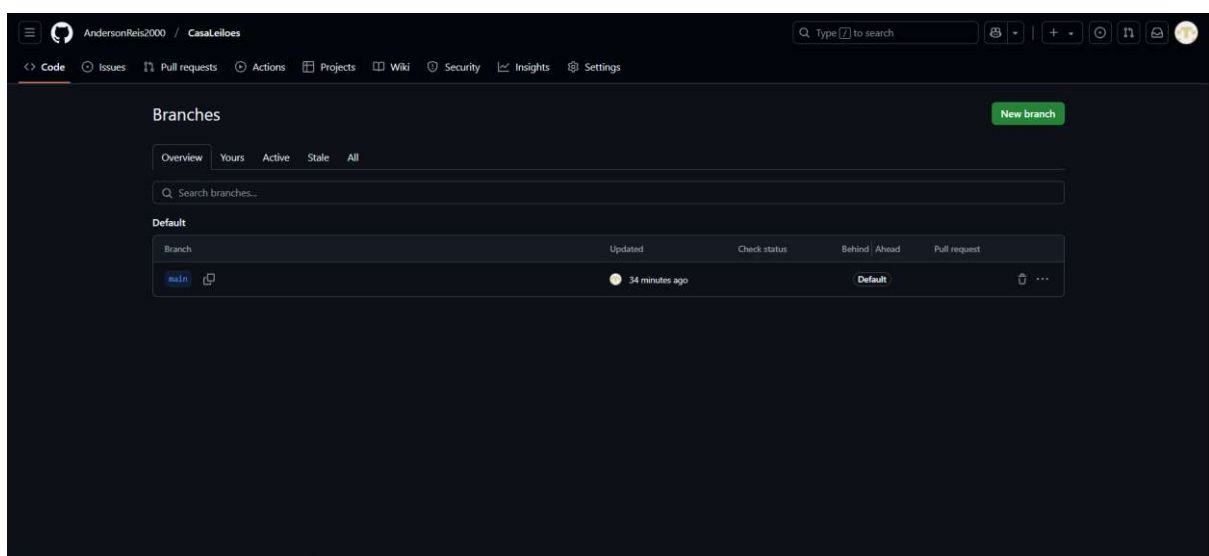 AndersonReis2000 / CasaLeiloes Type / to search
Code Issues Pull requests Actions Projects Wiki Security Insights Settings
Branches New branch
Overview Yours Active Stale All
Search branches...
Default
Branch Updated Check status Behind Ahead Pull request
main 34 minutes ago Default